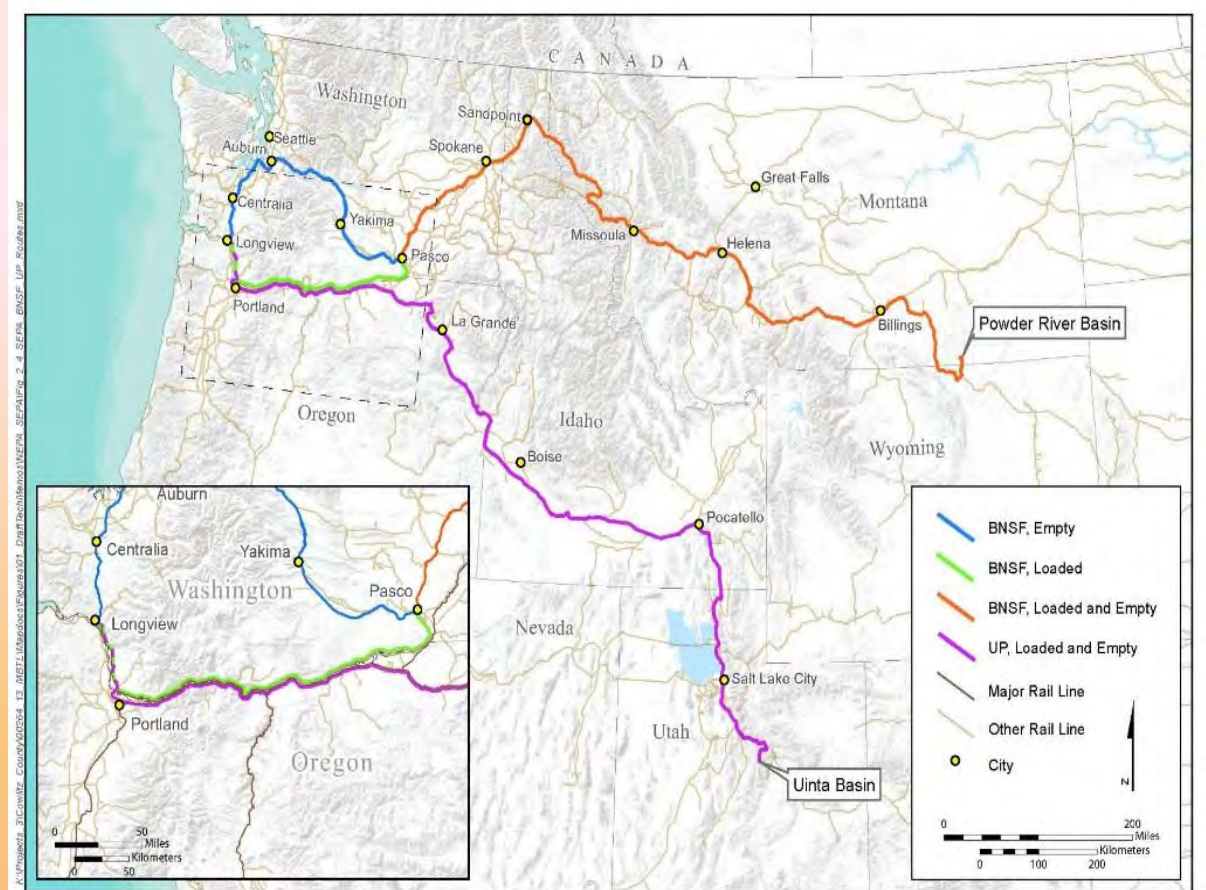 CANADA
Washington
Sandpoint
Seattle
Auburn
Spokane
Great Falls
Montana
Centralia
Yakima
Missoula
Helena
Longview
Pasco
Portland
Billings
Powder River Basin
La Grande
Oregon
Idaho
Wyoming
Boise
Pocatello
Nevada
Salt Lake City
Utah
Uinta Basin
Auburn
Centralia
Yakima
Washington
Pasco
Longview
Portland
Oregon
0 50
Miles
Kilometers
0 50
BNSF, Empty
BNSF, Loaded
BNSF, Loaded and Empty
UP, Loaded and Empty
Major Rail Line
Other Rail Line
City
N
0 200
Miles
Kilometers
0 100 200